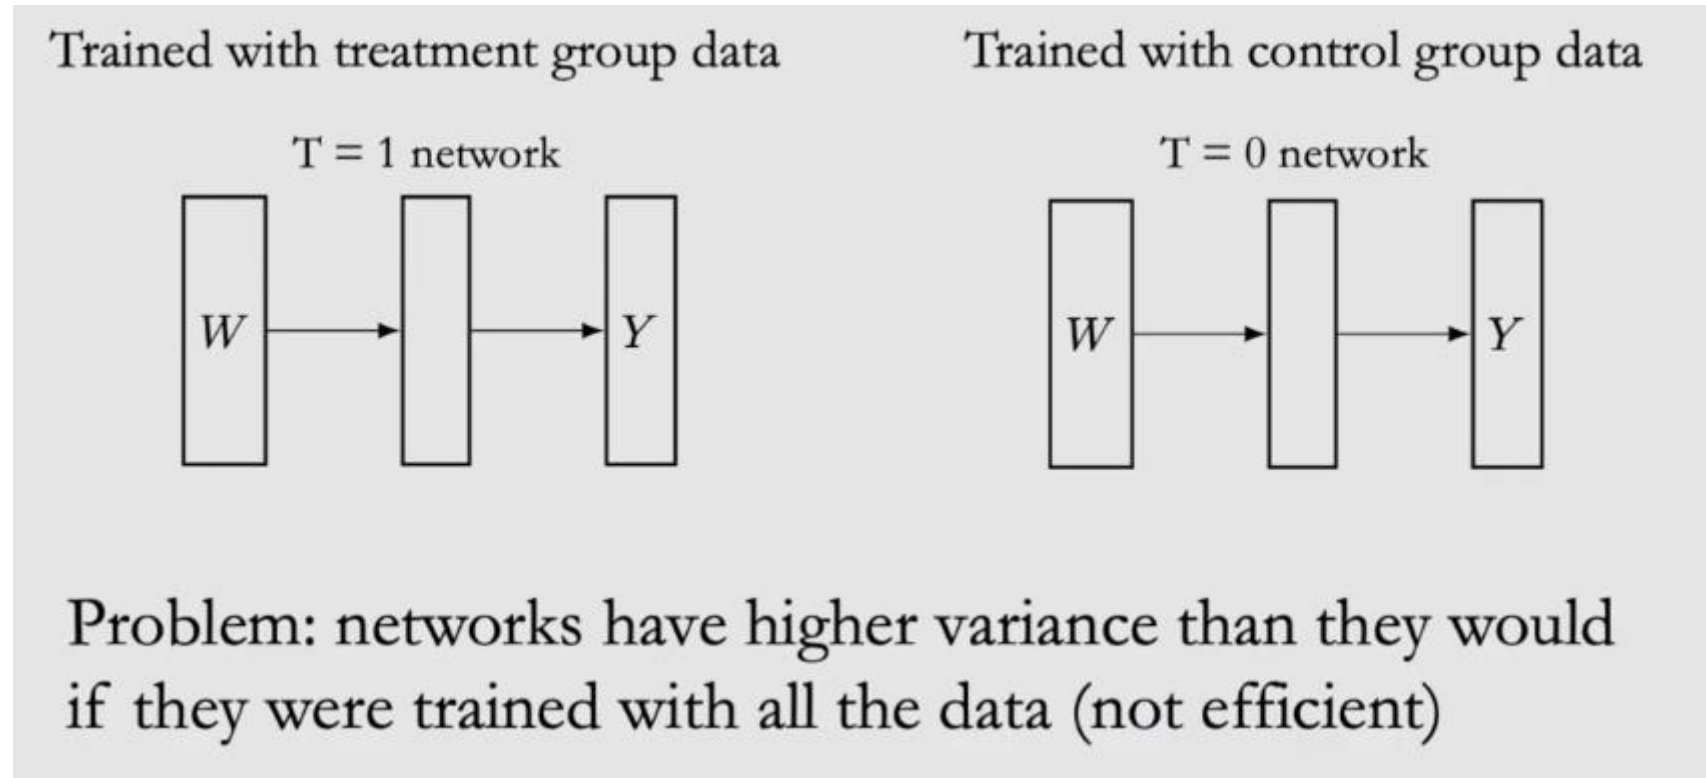 Trained with treatment group data
Trained with control group data
T = 1 network
T = 0 network
W
Y
W
Y
Problem: networks have higher variance than they would
if they were trained with all the data (not efficient)